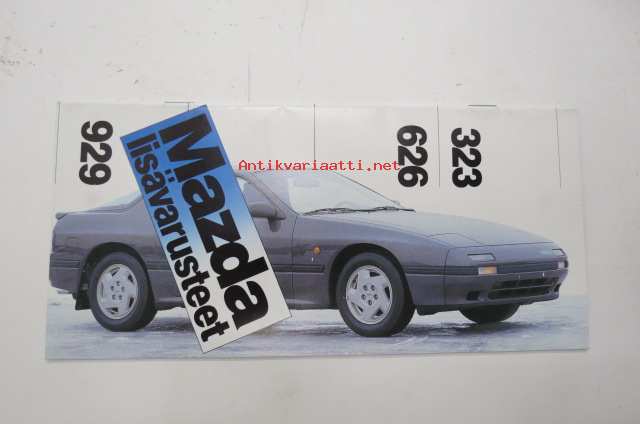 929
Mazda
lisävarusteet
626
323
Antikvariaatti.net